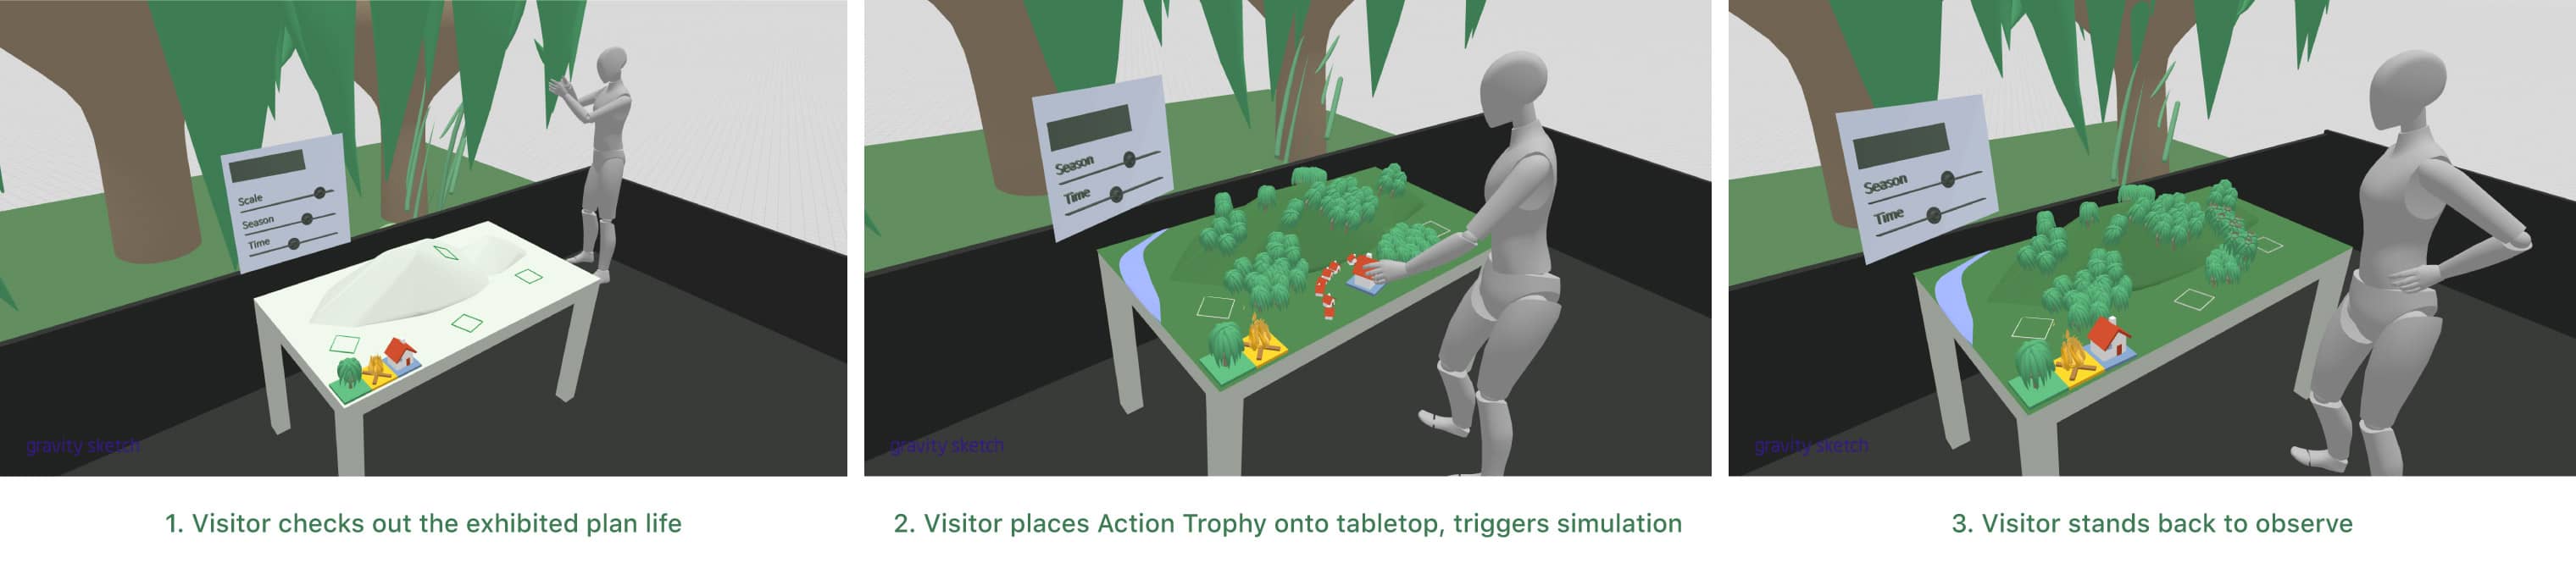 Scale
Season
Time
gravity sketch
1. Visitor checks out the exhibited plan life
Season
Time
gravity sketch
2. Visitor places Action Trophy onto tabletop, triggers simulation
Season
Time
gravity sketch
3. Visitor stands back to observe